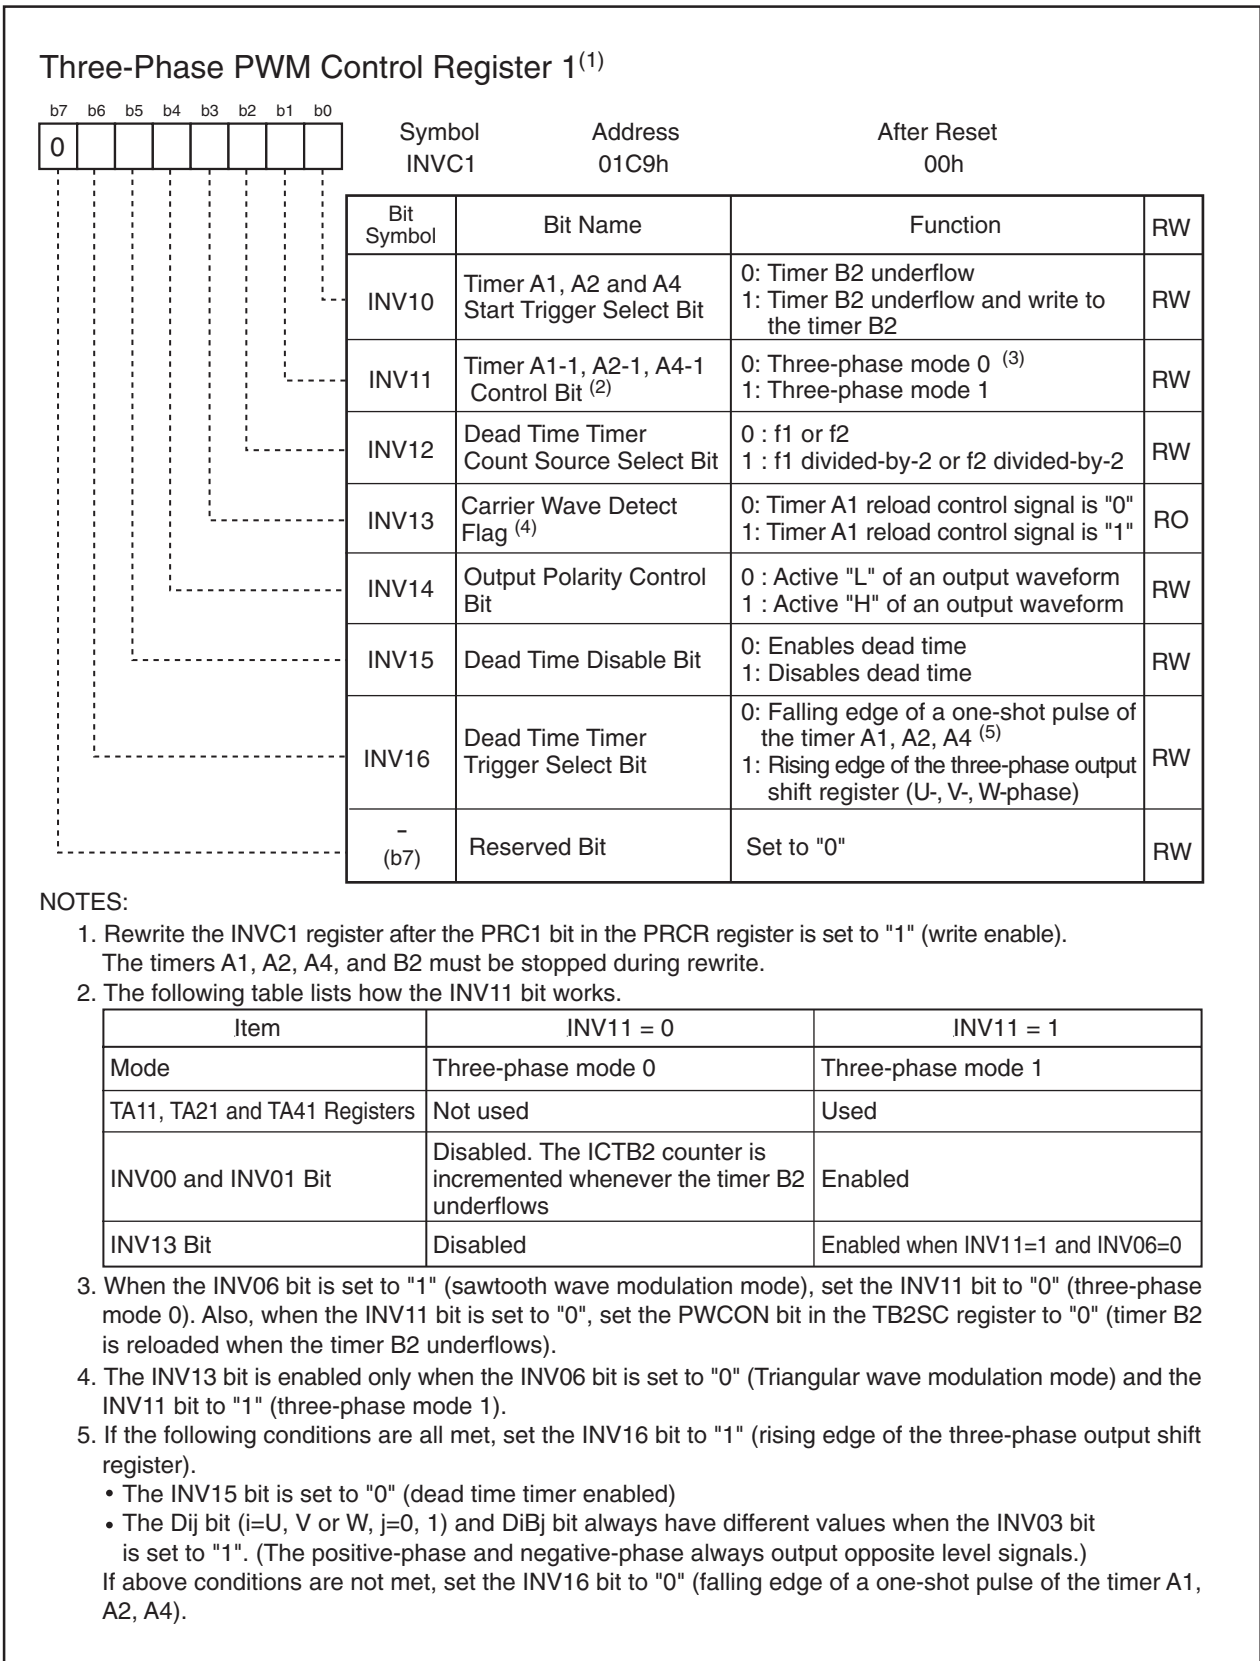 Three-Phase PWM Control Register 1(1)
b7 b6 b5 b4 b3 b2 b1 b0
0
Symbol Address After Reset
INVC1 01C9h 00h
Bit Symbol Bit Name Function RW
INV10 Timer A1, A2 and A4 Start Trigger Select Bit
0: Timer B2 underflow
1: Timer B2 underflow and write to the timer B2
RW
INV11 Timer A1-1, A2-1, A4-1 Control Bit (2)
0: Three-phase mode 0 (3)
1: Three-phase mode 1
RW
INV12 Dead Time Timer Count Source Select Bit
0 : f1 or f2
1 : f1 divided-by-2 or f2 divided-by-2
RW
INV13 Carrier Wave Detect Flag (4)
0: Timer A1 reload control signal is "0"
1: Timer A1 reload control signal is "1"
RO
INV14 Output Polarity Control Bit
0 : Active "L" of an output waveform
1 : Active "H" of an output waveform
RW
INV15 Dead Time Disable Bit
0: Enables dead time
1: Disables dead time
RW
INV16 Dead Time Timer Trigger Select Bit
0: Falling edge of a one-shot pulse of the timer A1, A2, A4 (5)
1: Rising edge of the three-phase output shift register (U-, V-, W-phase)
RW
- (b7) Reserved Bit Set to "0" RW
NOTES:
1. Rewrite the INVC1 register after the PRC1 bit in the PRCR register is set to "1" (write enable).
The timers A1, A2, A4, and B2 must be stopped during rewrite.
2. The following table lists how the INV11 bit works.
Item INV11 = 0 INV11 = 1
Mode Three-phase mode 0 Three-phase mode 1
TA11, TA21 and TA41 Registers Not used Used
INV00 and INV01 Bit Disabled. The ICTB2 counter is incremented whenever the timer B2 underflows Enabled
INV13 Bit Disabled Enabled when INV11=1 and INV06=0
3. When the INV06 bit is set to "1" (sawtooth wave modulation mode), set the INV11 bit to "0" (three-phase
mode 0). Also, when the INV11 bit is set to "0", set the PWCON bit in the TB2SC register to "0" (timer B2
is reloaded when the timer B2 underflows).
4. The INV13 bit is enabled only when the INV06 bit is set to "0" (Triangular wave modulation mode) and the
INV11 bit to "1" (three-phase mode 1).
5. If the following conditions are all met, set the INV16 bit to "1" (rising edge of the three-phase output shift
register).
• The INV15 bit is set to "0" (dead time timer enabled)
• The Dij bit (i=U, V or W, j=0, 1) and DiBj bit always have different values when the INV03 bit
is set to "1". (The positive-phase and negative-phase always output opposite level signals.)
If above conditions are not met, set the INV16 bit to "0" (falling edge of a one-shot pulse of the timer A1,
A2, A4).